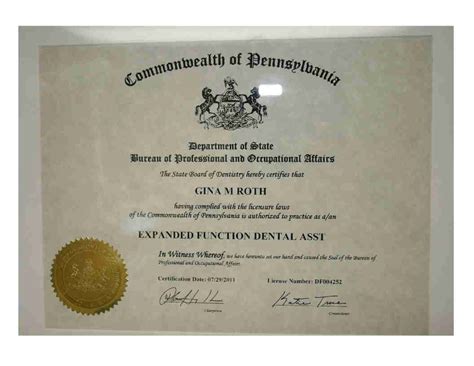 Commonwealth of Pennsylvania
Department of State
Bureau of Professional and Occupational Affairs
The State Board of Dentistry hereby certifies that
GINA M ROTH
having complied with the licensure laws
of the Commonwealth of Pennsylvania is authorized to practice as a/an
EXPANDED FUNCTION DENTAL ASST
In Witness Whereof, we have hereunto set our hand and caused the Seal of the Bureau of
Professional and Occupational Affairs.
Certification Date: 07/29/2011 License Number: DF004252